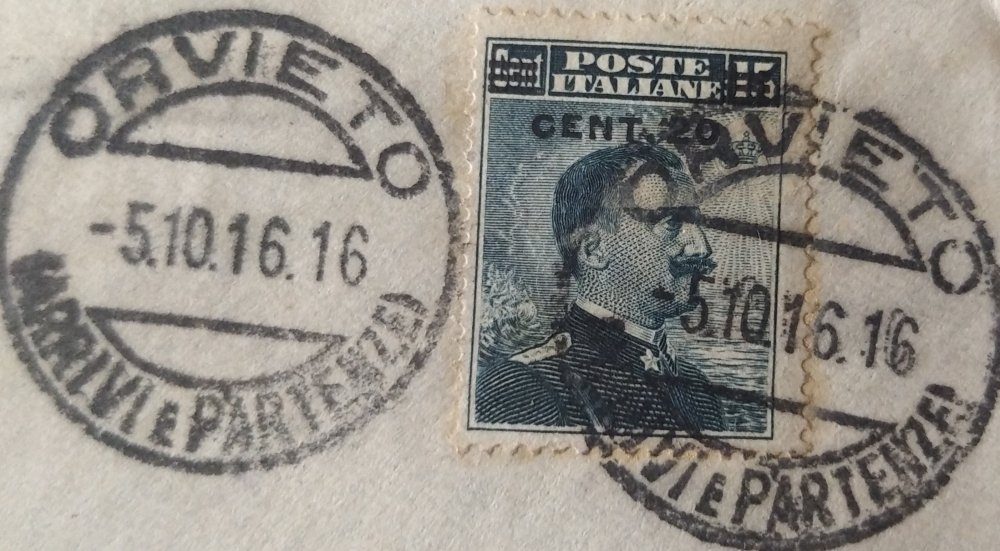 ORVIETO
-5.10.16.16
(ARRIVI E PARTENZE)
Cent POSTE 15
ITALIANE
CENT. 20
ORVIETO
-5.10.16.16
(ARRIVI E PARTENZE)